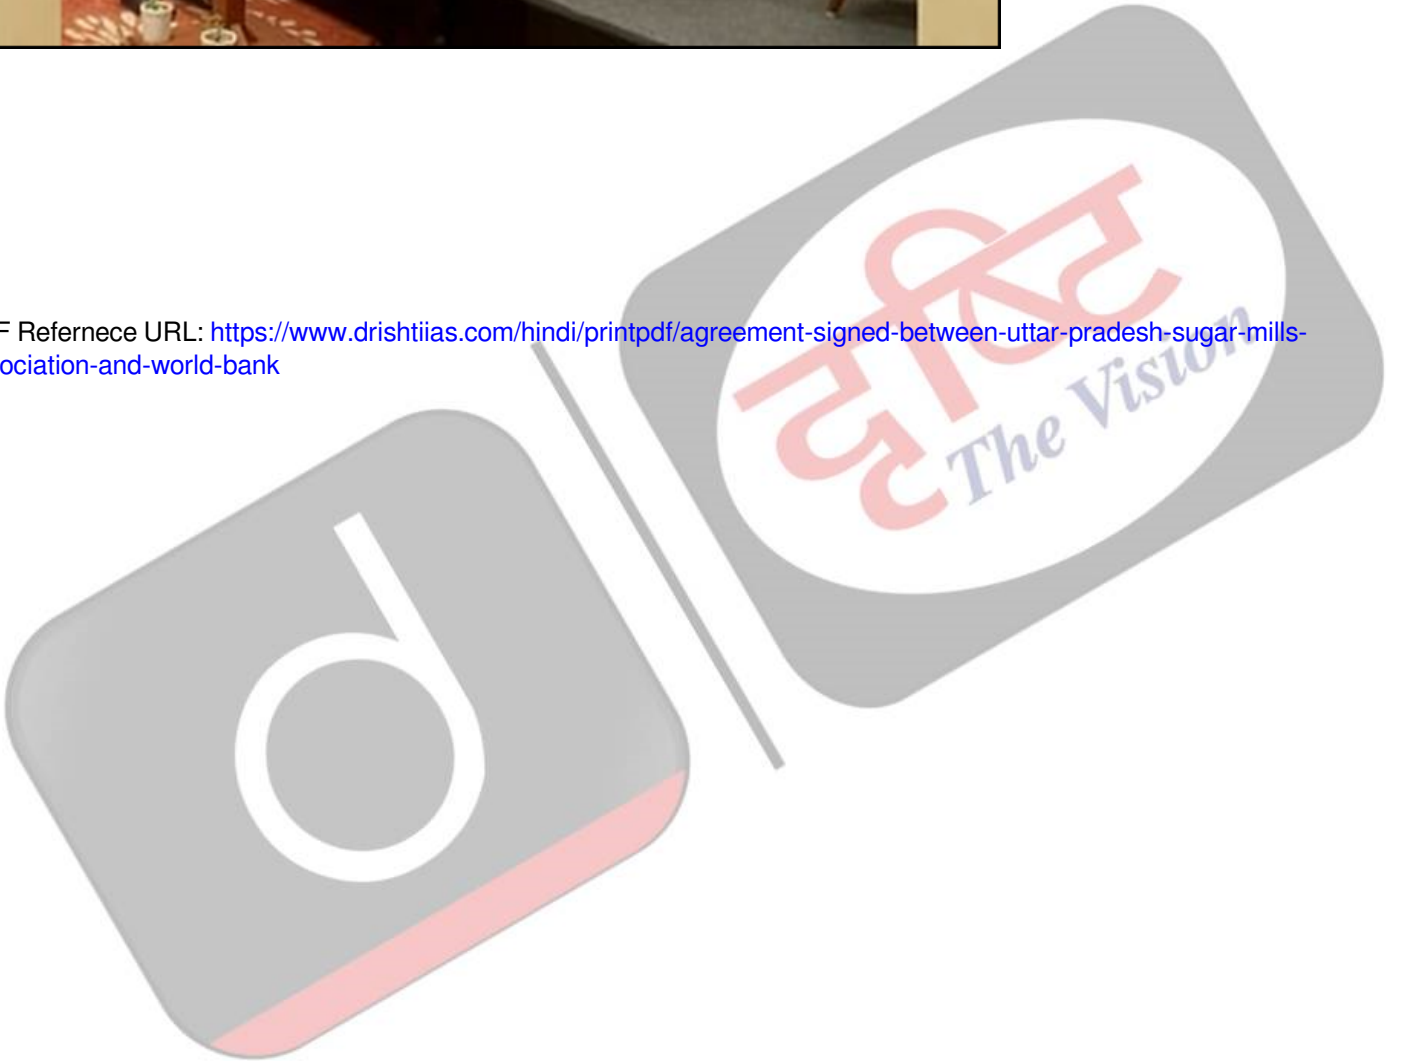 F Refernece URL: https://www.drishtiias.com/hindi/printpdf/agreement-signed-between-uttar-pradesh-sugar-mills-
ociation-and-world-bank
दृष्टि
The Vision
d